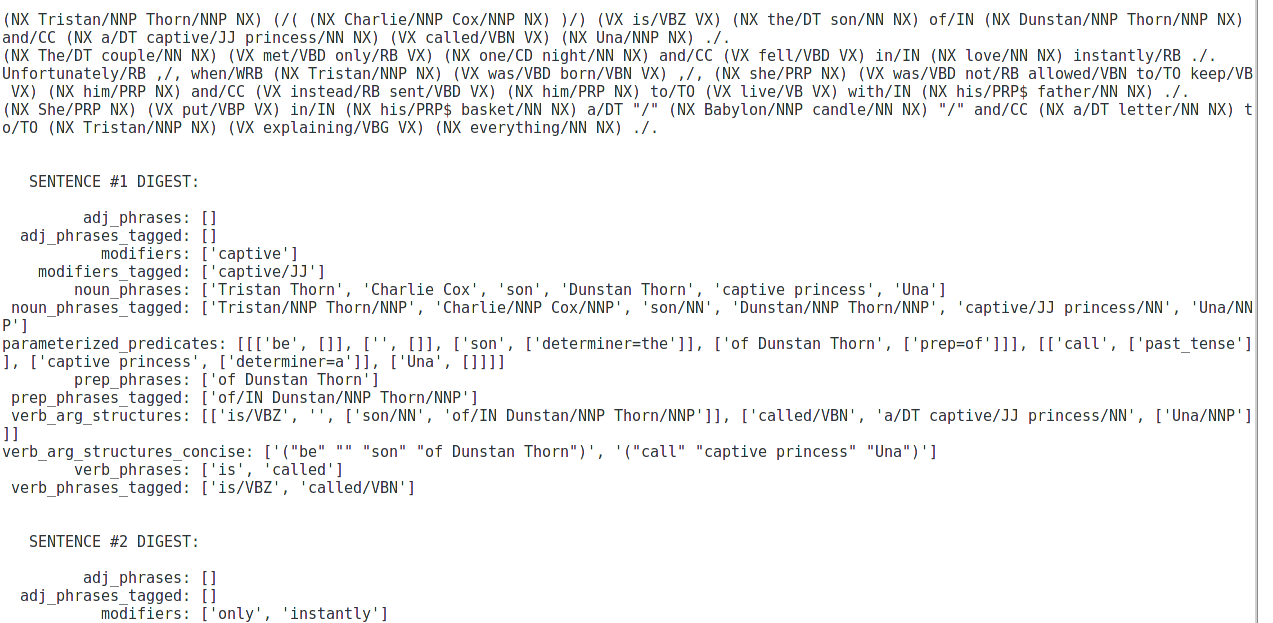 (NX Tristan/NNP Thorn/NNP NX) (/( (NX Charlie/NNP Cox/NNP NX) )/) (VX is/VBZ VX) (NX the/DT son/NN NX) of/IN (NX Dunstan/NNP Thorn/NNP NX)
and/CC (NX a/DT captive/JJ princess/NN NX) (VX called/VBN VX) (NX Una/NNP NX) ./.
(NX The/DT couple/NN NX) (VX met/VBD only/RB VX) (NX one/CD night/NN NX) and/CC (VX fell/VBD VX) in/IN (NX love/NN NX) instantly/RB ./.
Unfortunately/RB ,/, when/WRB (NX Tristan/NNP NX) (VX was/VBD born/VBN VX) ,/, (NX she/PRP NX) (VX was/VBD not/RB allowed/VBN to/TO keep/VB
 VX) (NX him/PRP NX) and/CC (VX instead/RB sent/VBD VX) (NX him/PRP NX) to/TO (VX live/VB VX) with/IN (NX his/PRP$ father/NN NX) ./.
(NX She/PRP NX) (VX put/VBP VX) in/IN (NX his/PRP$ basket/NN NX) a/DT "/" (NX Babylon/NNP candle/NN NX) "/" and/CC (NX a/DT letter/NN NX) t
o/TO (NX Tristan/NNP NX) (VX explaining/VBG VX) (NX everything/NN NX) ./.
SENTENCE #1 DIGEST:
adj_phrases: []
adj_phrases_tagged: []
modifiers: ['captive']
modifiers_tagged: ['captive/JJ']
noun_phrases: ['Tristan Thorn', 'Charlie Cox', 'son', 'Dunstan Thorn', 'captive princess', 'Una']
noun_phrases_tagged: ['Tristan/NNP Thorn/NNP', 'Charlie/NNP Cox/NNP', 'son/NN', 'Dunstan/NNP Thorn/NNP', 'captive/JJ princess/NN', 'Una/NN
P']
parameterized_predicates: [[['be', []], ['', []], ['son', ['determiner=the']], ['of Dunstan Thorn', ['prep=of']]], [['call', ['past_tense']
], ['captive princess', ['determiner=a']], ['Una', []]]]
prep_phrases: ['of Dunstan Thorn']
prep_phrases_tagged: ['of/IN Dunstan/NNP Thorn/NNP']
verb_arg_structures: [['is/VBZ', '', ['son/NN', 'of/IN Dunstan/NNP Thorn/NNP']], ['called/VBN', 'a/DT captive/JJ princess/NN', ['Una/NNP']
]]
verb_arg_structures_concise: ['("be" "" "son" "of Dunstan Thorn")', '("call" "captive princess" "Una")']
verb_phrases: ['is', 'called']
verb_phrases_tagged: ['is/VBZ', 'called/VBN']
SENTENCE #2 DIGEST:
adj_phrases: []
adj_phrases_tagged: []
modifiers: ['only', 'instantly']